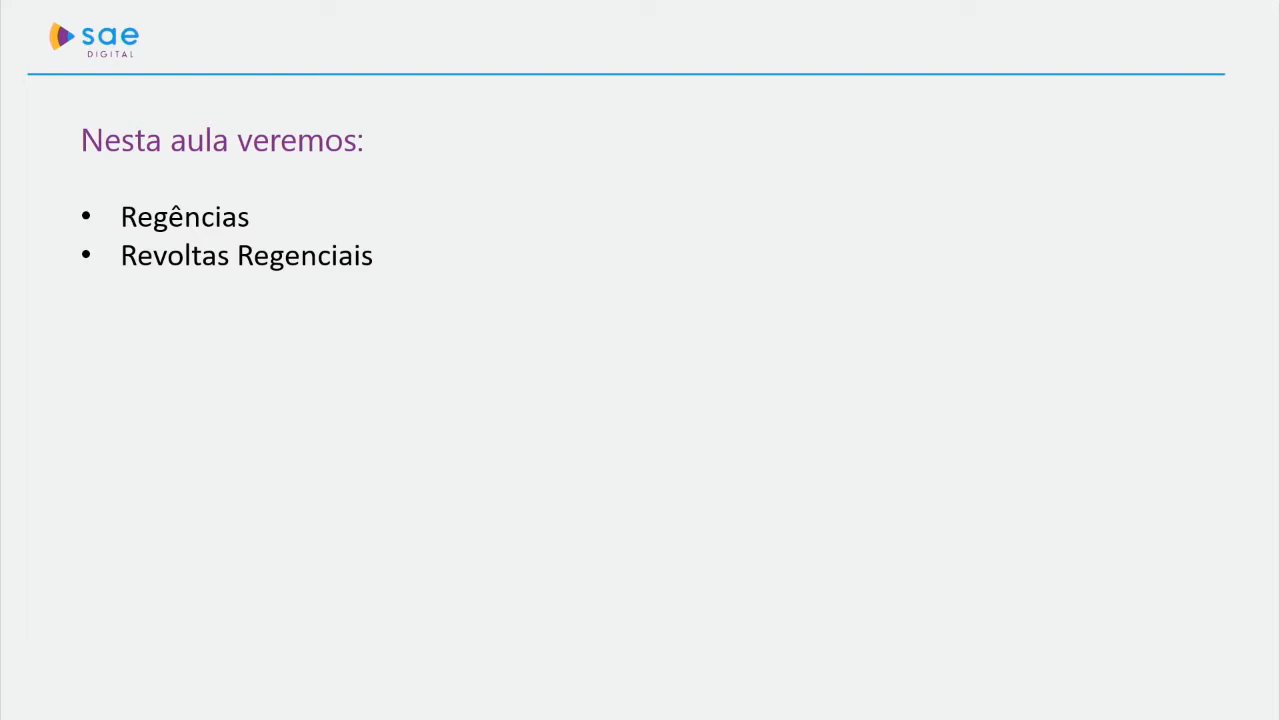 sae
DIGITAL
Nesta aula veremos:
• Regências
• Revoltas Regenciais